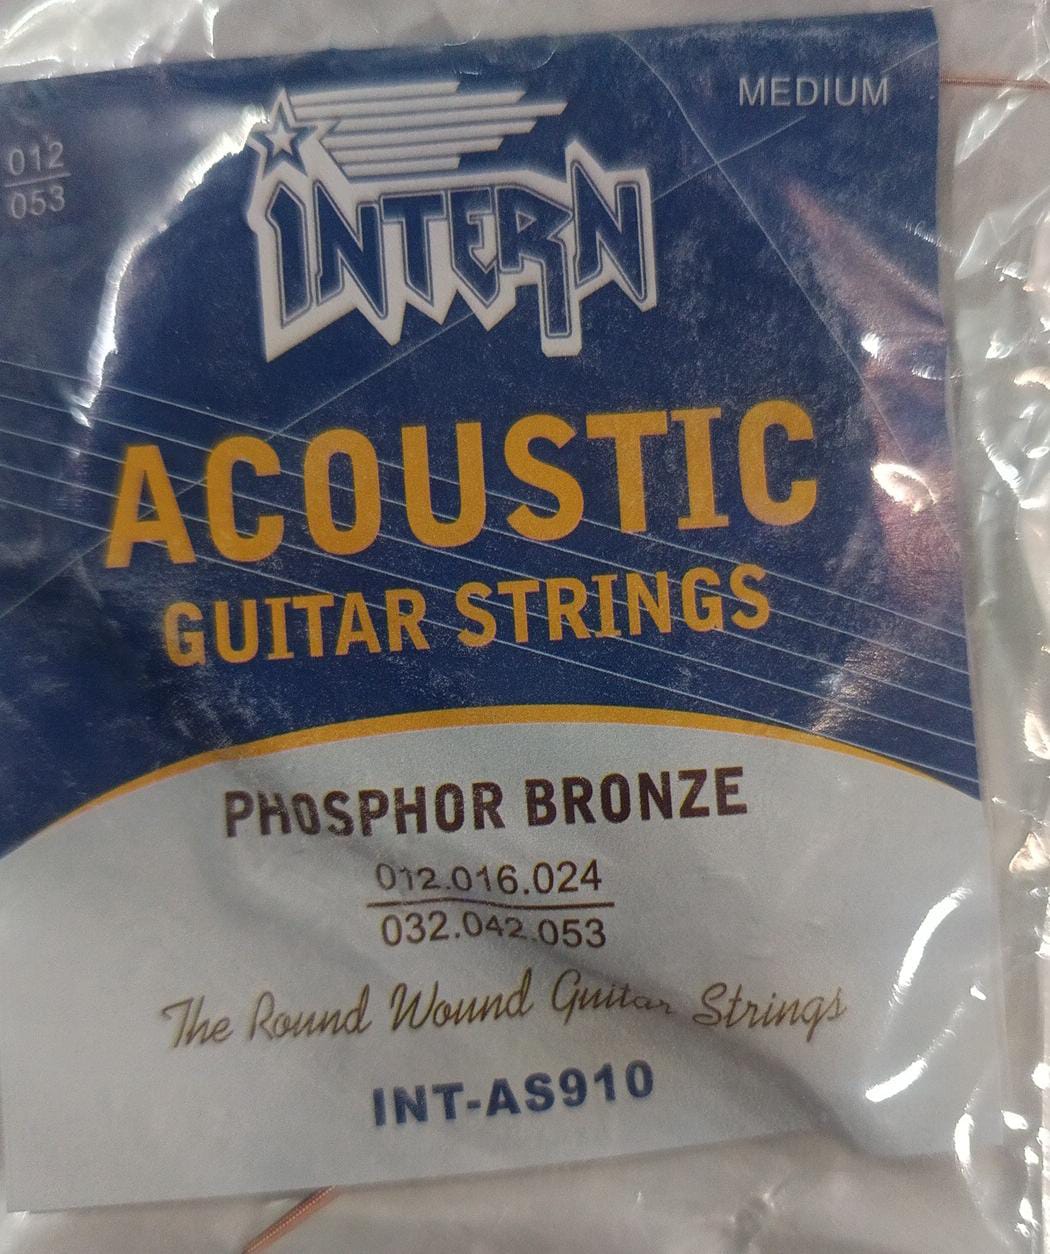 MEDIUM
012
053
INTERN
ACOUSTIC
GUITAR STRINGS
PHOSPHOR BRONZE
012.016.024
032.042.053
The Round Wound Guitar Strings
INT-AS910